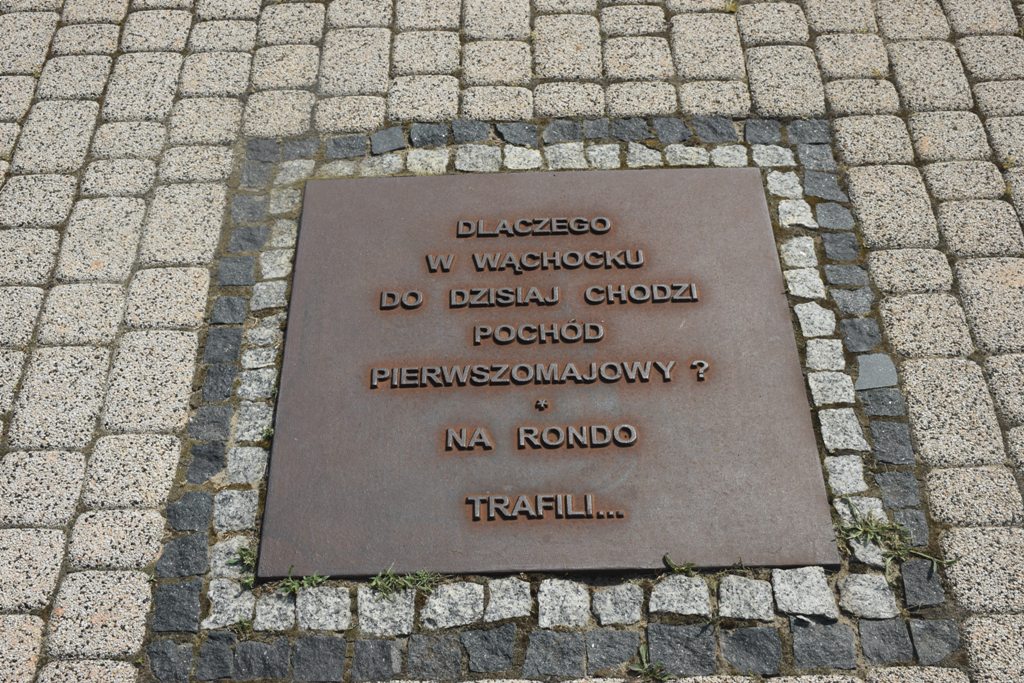 DLACZEGO
W WĄCHOCKU
DO DZISIAJ CHODZI
POCHÓD
PIERWSZOMAJOWY ?
*
NA RONDO
TRAFILI...